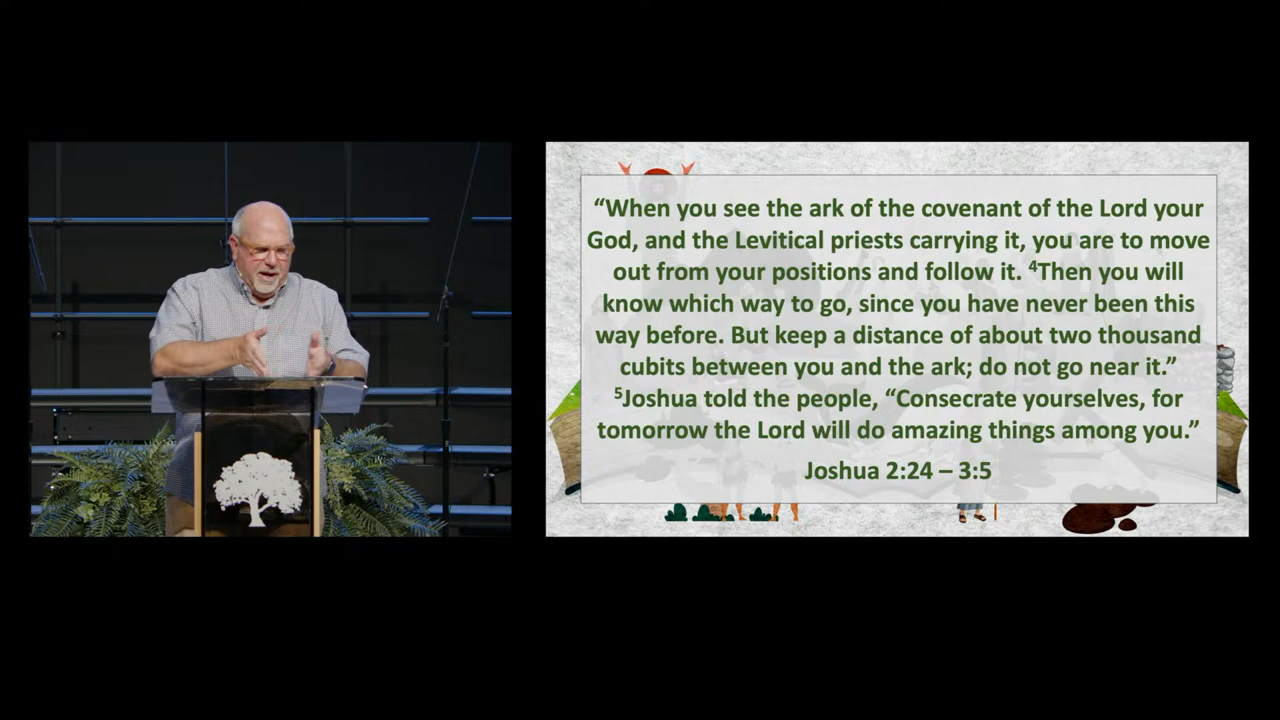 “When you see the ark of the covenant of the Lord your
God, and the Levitical priests carrying it, you are to move
out from your positions and follow it. ⁴Then you will
know which way to go, since you have never been this
way before. But keep a distance of about two thousand
cubits between you and the ark; do not go near it.”
⁵Joshua told the people, “Consecrate yourselves, for
tomorrow the Lord will do amazing things among you.”
Joshua 2:24 – 3:5